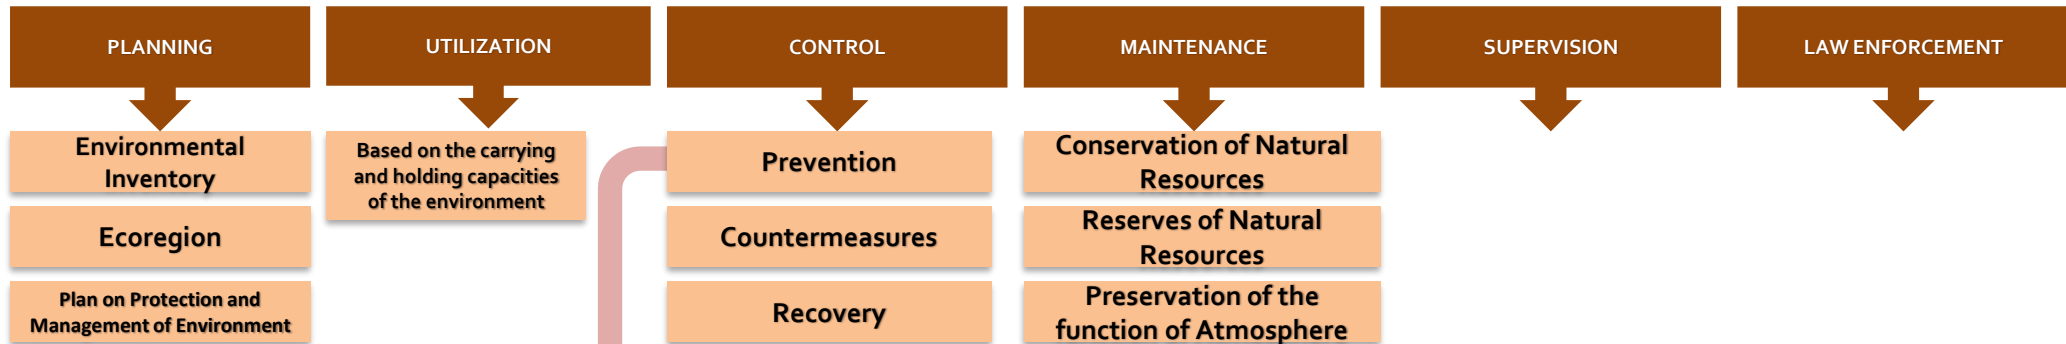 PLANNING
UTILIZATION
CONTROL
MAINTENANCE
SUPERVISION
LAW ENFORCEMENT
Environmental
Inventory
Ecoregion
Plan on Protection and
Management of Environment
Based on the carrying
and holding capacities
of the environment
Prevention
Countermeasures
Recovery
Conservation of Natural
Resources
Reserves of Natural
Resources
Preservation of the
function of Atmosphere